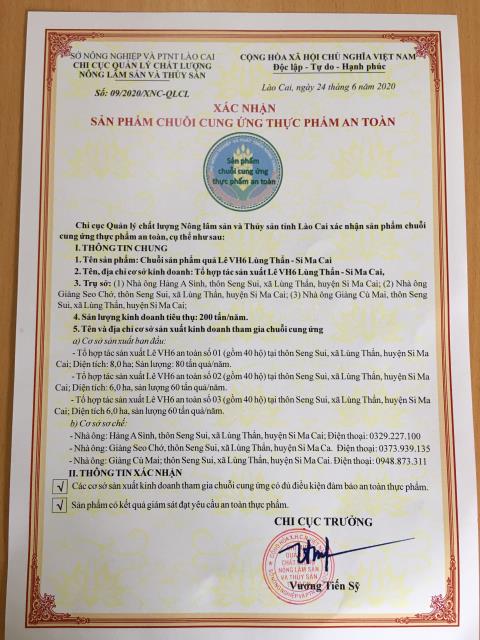 SỞ NÔNG NGHIỆP VÀ PTNT LÀO CAI
CHI CỤC QUẢN LÝ CHẤT LƯỢNG
NÔNG LÂM SẢN VÀ THỦY SẢN
Số: 09/2020/XNC-QLCL
CỘNG HÒA XÃ HỘI CHỦ NGHĨA VIỆT NAM
Độc lập - Tự do - Hạnh phúc
Lào Cai, ngày 24 tháng 6 năm 2020
XÁC NHẬN
SẢN PHẨM CHUỖI CUNG ỨNG THỰC PHẨM AN TOÀN
Sản phẩm
chuỗi cung ứng
thực phẩm an toàn
Chi cục Quản lý chất lượng Nông lâm sản và Thủy sản tỉnh Lào Cai xác nhận sản phẩm chuỗi
cung ứng thực phẩm an toàn, cụ thể như sau:
I. THÔNG TIN CHUNG
1. Tên sản phẩm: Chuỗi sản phẩm quả Lê VH6 Lùng Thẩn - Si Ma Cai
2. Tên, địa chỉ cơ sở kinh doanh: Tổ hợp tác sản xuất Lê VH6 Lùng Thẩn - Si Ma Cai,
3. Trụ sở: (1) Nhà ông Hảng A Sinh, thôn Seng Sui, xã Lùng Thẩn, huyện Si Ma Cai; (2) Nhà ông
Giàng Seo Chớ, thôn Seng Sui, xã Lùng Thẩn, huyện Si Ma Cai; (3) Nhà ông Giàng Cù Mai, thôn Seng Sui,
xã Lùng Thẩn, huyện Si Ma Cai;
4. Sản lượng kinh doanh tiêu thụ: 200 tấn/năm.
5. Tên và địa chỉ cơ sở sản xuất kinh doanh tham gia chuỗi cung ứng
a) Cơ sở sản xuất ban đầu:
- Tổ hợp tác sản xuất Lê VH6 an toàn số 01 (gồm 40 hộ) tại thôn Seng Sui, xã Lùng Thẩn, huyện Si Ma
Cai; Diện tích: 8,0 ha; Sản lượng: 80 tấn quả/năm.
- Tổ hợp tác sản xuất Lê VH6 an toàn số 02 (gồm 40 hộ) tại thôn Seng Sui, xã Lùng Thẩn, huyện Si Ma
Cai; Diện tích: 6,0 ha, sản lượng 60 tấn quả/năm.
- Tổ hợp tác sản xuất Lê VH6 an toàn số 03 (gồm 40 hộ) tại thôn Seng Sui, xã Lùng Thẩn, huyện Si Ma
Cai; Diện tích 6,0 ha, sản lượng 60 tấn quả/năm.
b) Cơ sở sơ chế:
- Nhà ông: Hảng A Sinh, thôn Seng Sui, xã Lùng Thẩn, huyện Si Ma Cai; Điện thoại: 0329.227.100
- Nhà ông: Giàng Seo Chớ, thôn Seng Sui, xã Lùng Thẩn, huyện Si Ma Ca. Điện thoại: 0373.939.135
- Nhà ông: Giàng Cù Mai; thôn Seng Sui, xã Lùng Thẩn, huyện Si Ma Cai. Điện thoại: 0948.873.311
II. THÔNG TIN XÁC NHẬN
√ Các cơ sở sản xuất kinh doanh tham gia chuỗi cung ứng có đủ điều kiện đảm bảo an toàn thực phẩm.
√ Sản phẩm có kết quả giám sát đạt yêu cầu an toàn thực phẩm.
CHI CỤC TRƯỞNG
CHẤT LƯỢNG
NÔNG LÂM SẢN
VÀ THỦY SẢN
Vương Tiến Sỹ